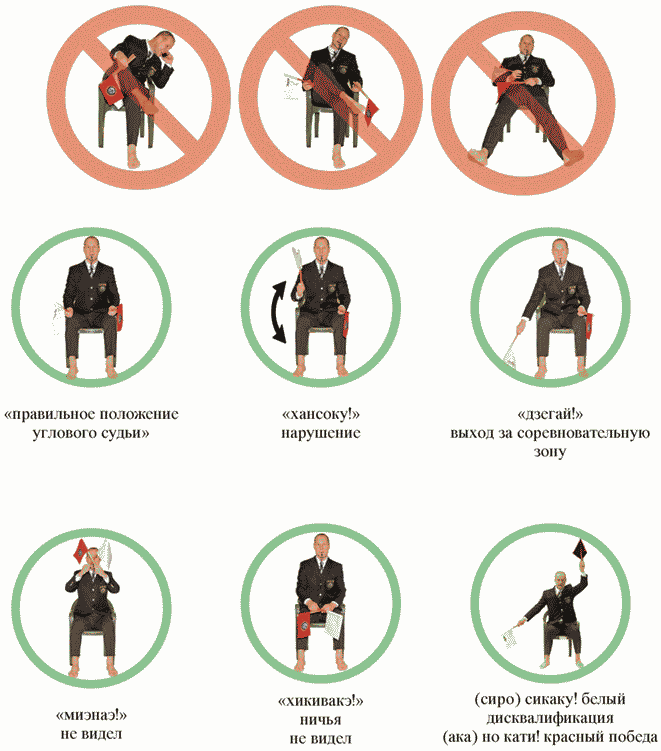 «правильное положение
углового судьи»
«хансоку!»
нарушение
«дзегай!»
выход за соревновательную
зону
«миэнаэ!»
не видел
«хикивакэ!»
ничья
не видел
(сиро) сикаку! белый
дисквалификация
(ака) но кати! красный победа